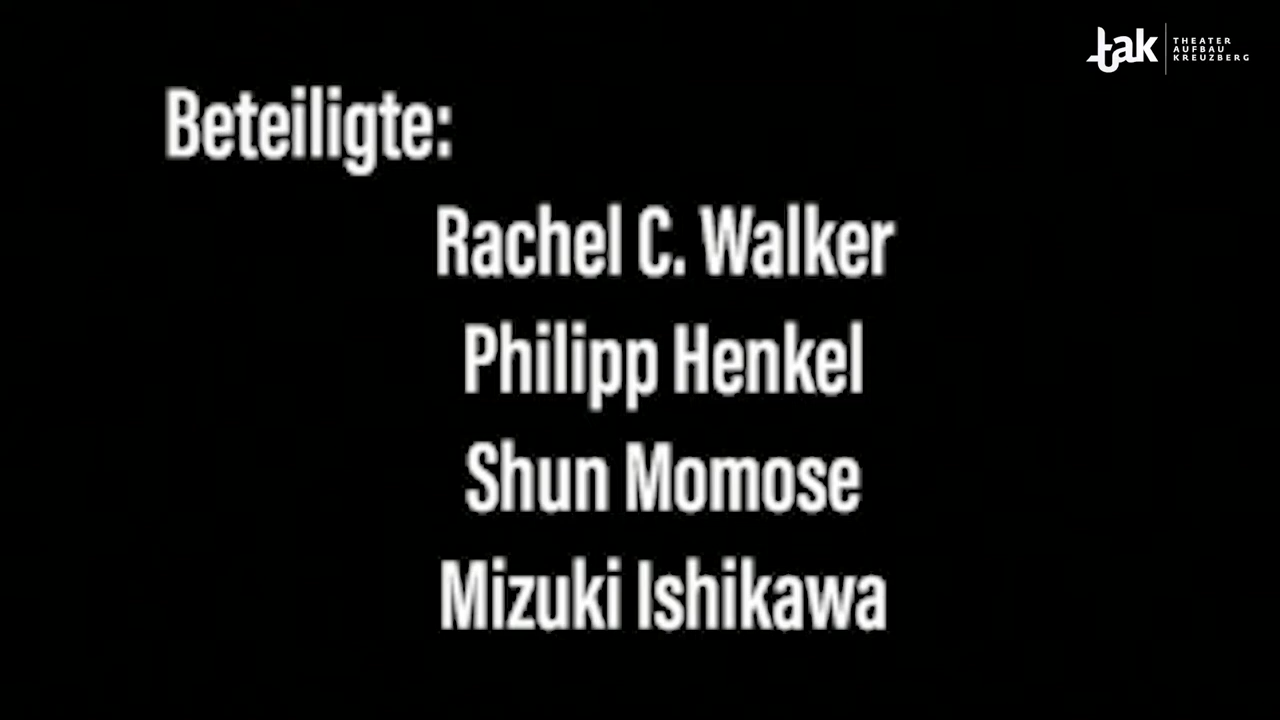 tak
THEATER
AUFBAU
KREUZBERG
Beteiligte:
Rachel C. Walker
Philipp Henkel
Shun Momose
Mizuki Ishikawa